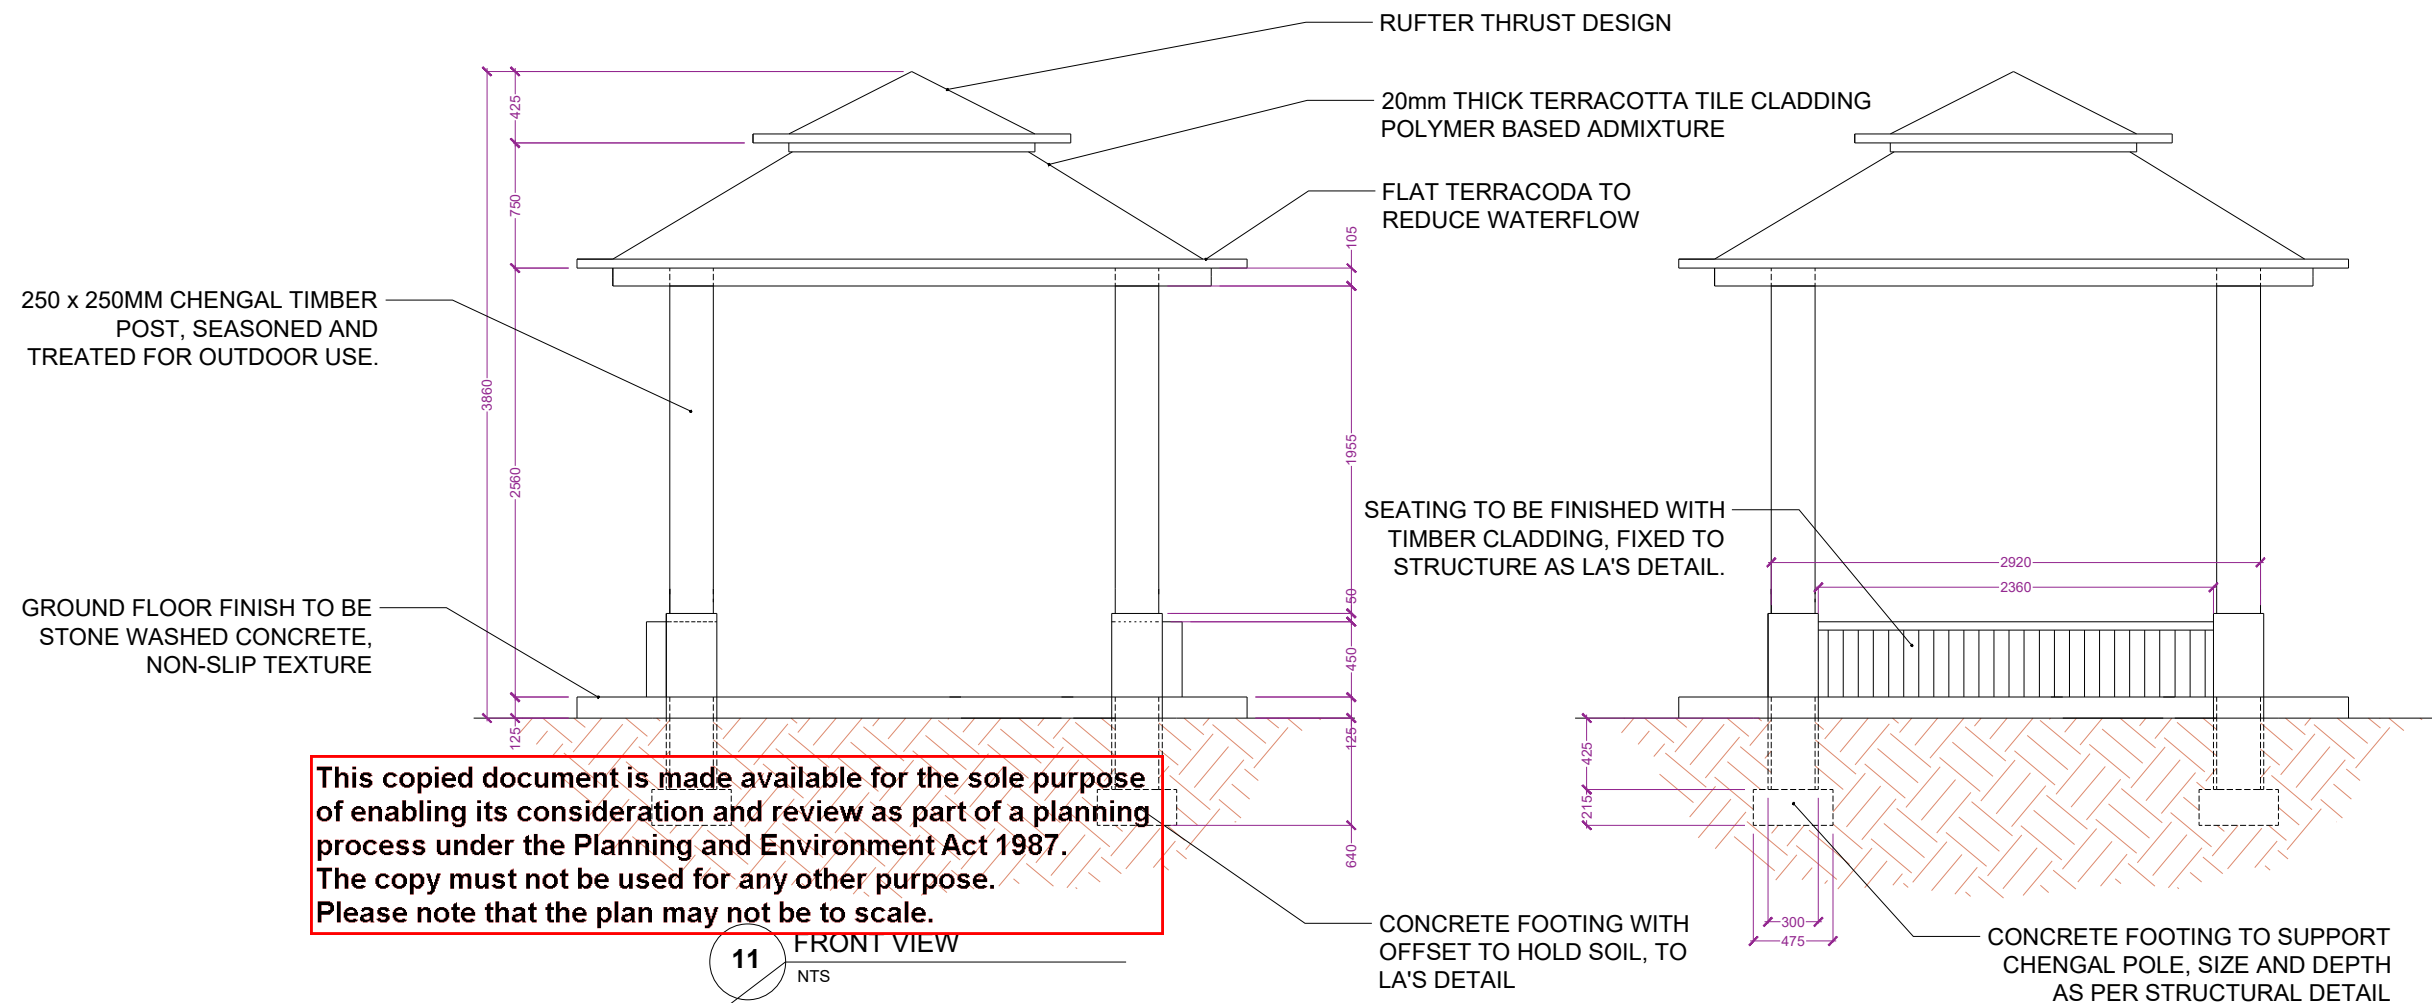 RUFTER THRUST DESIGN
20mm THICK TERRACOTTA TILE CLADDING
POLYMER BASED ADMIXTURE
FLAT TERRACODA TO
REDUCE WATERFLOW
250 x 250MM CHENGAL TIMBER
POST, SEASONED AND
TREATED FOR OUTDOOR USE.
GROUND FLOOR FINISH TO BE
STONE WASHED CONCRETE,
NON-SLIP TEXTURE
425
750
3860
2560
125
105
1955
50
450
125
640
SEATING TO BE FINISHED WITH
TIMBER CLADDING, FIXED TO
STRUCTURE AS LA'S DETAIL.
2920
2360
425
215
300
475
This copied document is made available for the sole purpose
of enabling its consideration and review as part of a planning
process under the Planning and Environment Act 1987.
The copy must not be used for any other purpose.
Please note that the plan may not be to scale.
11
FRONT VIEW
NTS
CONCRETE FOOTING WITH
OFFSET TO HOLD SOIL, TO
LA'S DETAIL
CONCRETE FOOTING TO SUPPORT
CHENGAL POLE, SIZE AND DEPTH
AS PER STRUCTURAL DETAIL